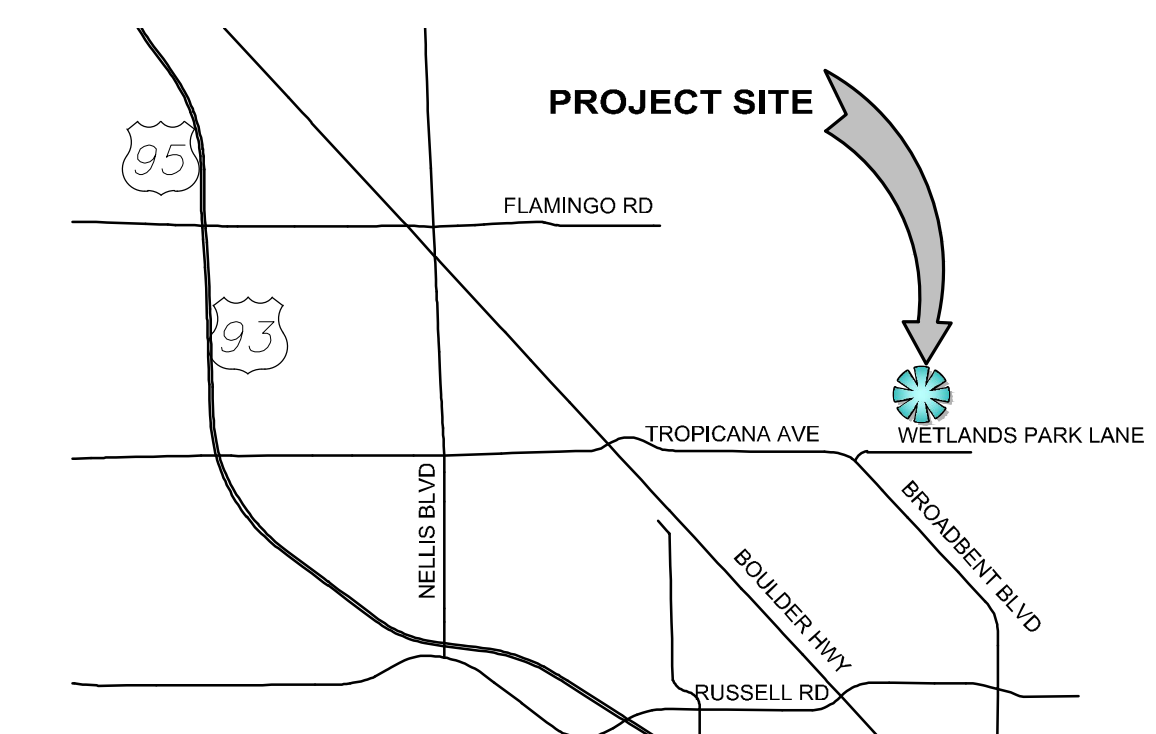 PROJECT SITE
95
FLAMINGO RD
93
TROPICANA AVE
WETLANDS PARK LANE
NELLIS BLVD
BROADBENT BLVD
BOULDER HWY
RUSSELL RD